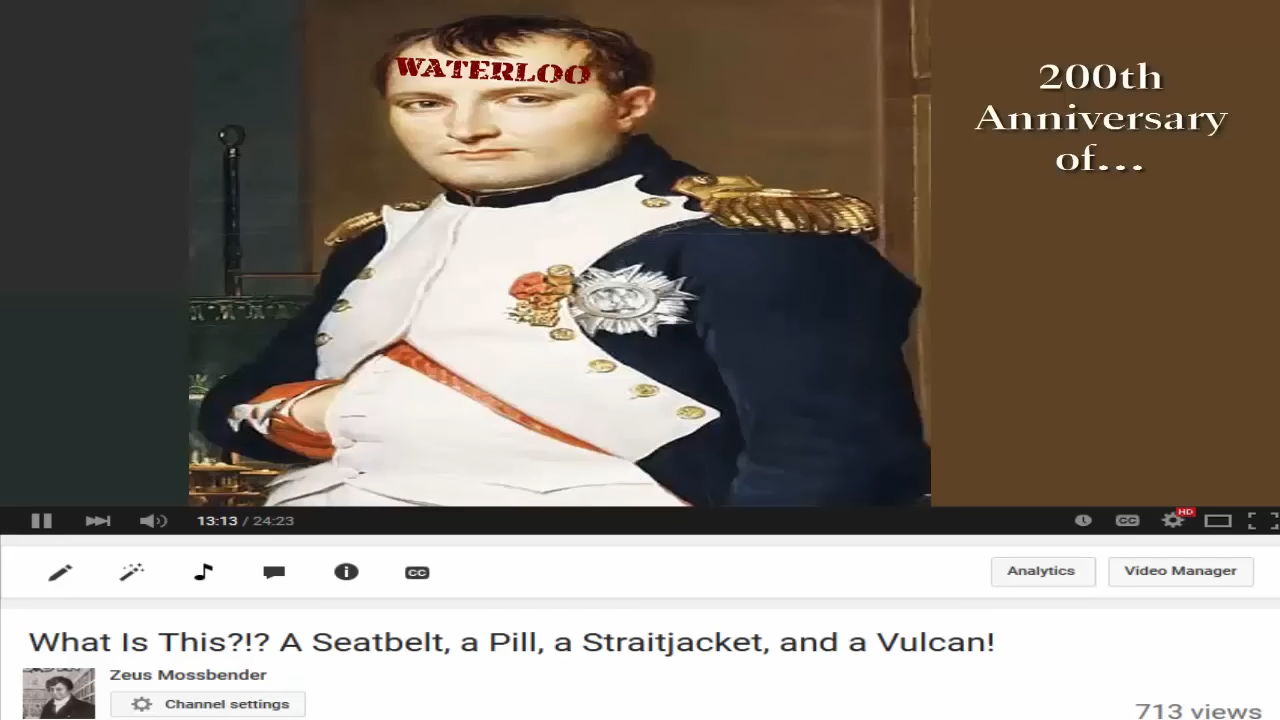 WATERLOO
200th
Anniversary
of...
13:13 / 24:23
CC
HD
CC
Analytics
Video Manager
What Is This?!? A Seatbelt, a Pill, a Straitjacket, and a Vulcan!
Zeus Mossbender
Channel settings
713 views